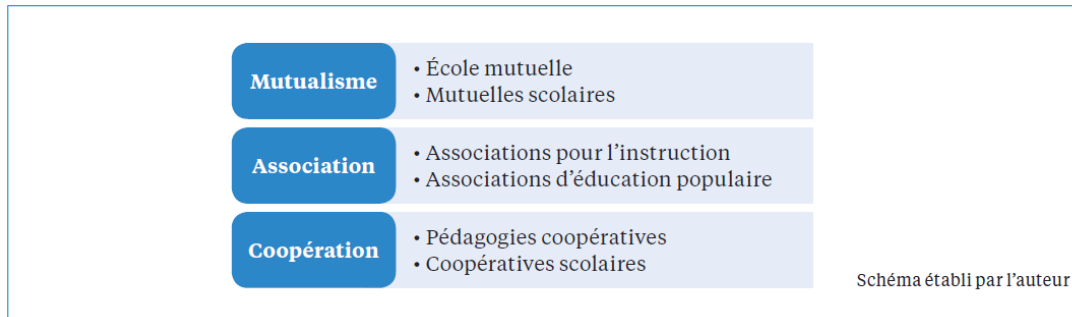 Mutualisme
• École mutuelle
• Mutuelles scolaires
Association
• Associations pour l'instruction
• Associations d'éducation populaire
Coopération
• Pédagogies coopératives
• Coopératives scolaires
Schéma établi par l'auteur